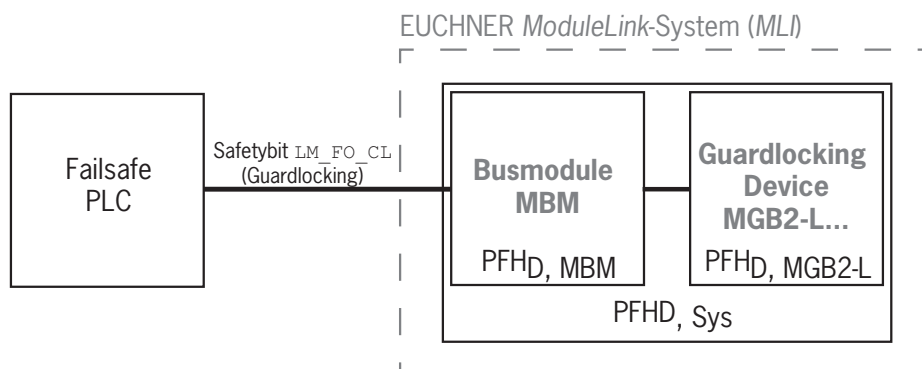 EUCHNER ModuleLink-System (MLI)
Failsafe
PLC
Safetybit LM_FO_CL
(Guardlocking)
Busmodule
MBM
PFHD, MBM
Guardlocking
Device
MGB2-L...
PFHD, MGB2-L
PFHD, Sys